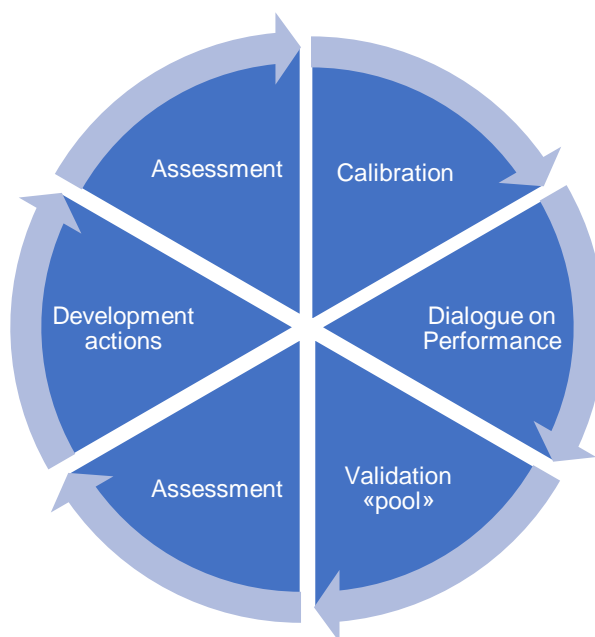 Assessment
Calibration
Development
actions
Dialogue on
Performance
Assessment
Validation
«pool»